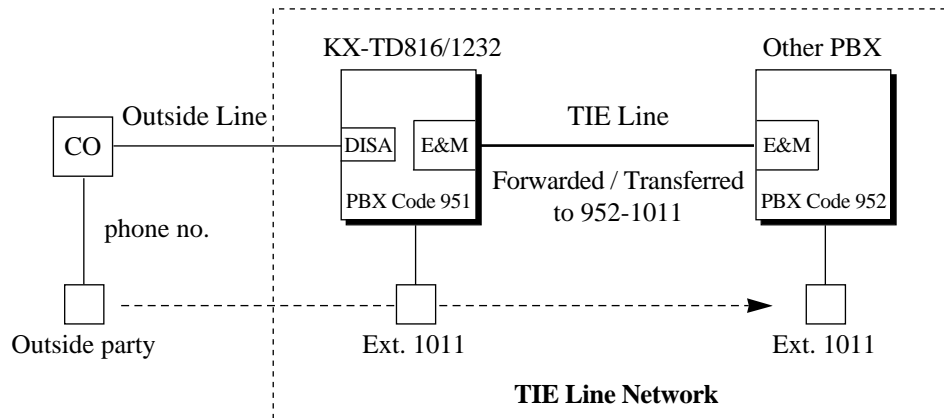 KX-TD816/1232
Other PBX
Outside Line
TIE Line
CO
DISA
E&M
E&M
PBX Code 951
Forwarded / Transferred
to 952-1011
PBX Code 952
phone no.
Outside party
Ext. 1011
Ext. 1011
TIE Line Network